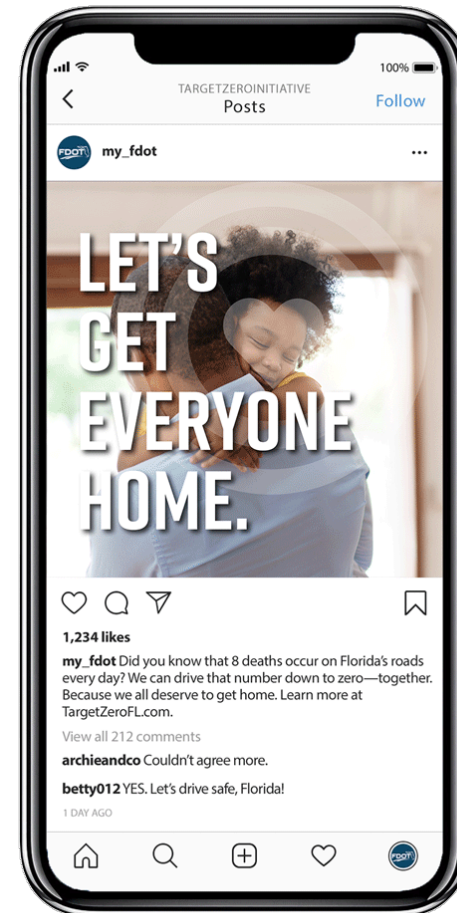 100%
TARGETZEROINITIATIVE
Posts
Follow
FDOT
my_fdot
LET'S
GET
EVERYONE
HOME.
1,234 likes
my_fdot Did you know that 8 deaths occur on Florida's roads
every day? We can drive that number down to zero—together.
Because we all deserve to get home. Learn more at
TargetZeroFL.com.
View all 212 comments
archieandco Couldn't agree more.
betty012 YES. Let's drive safe, Florida!
1 DAY AGO
FDOT